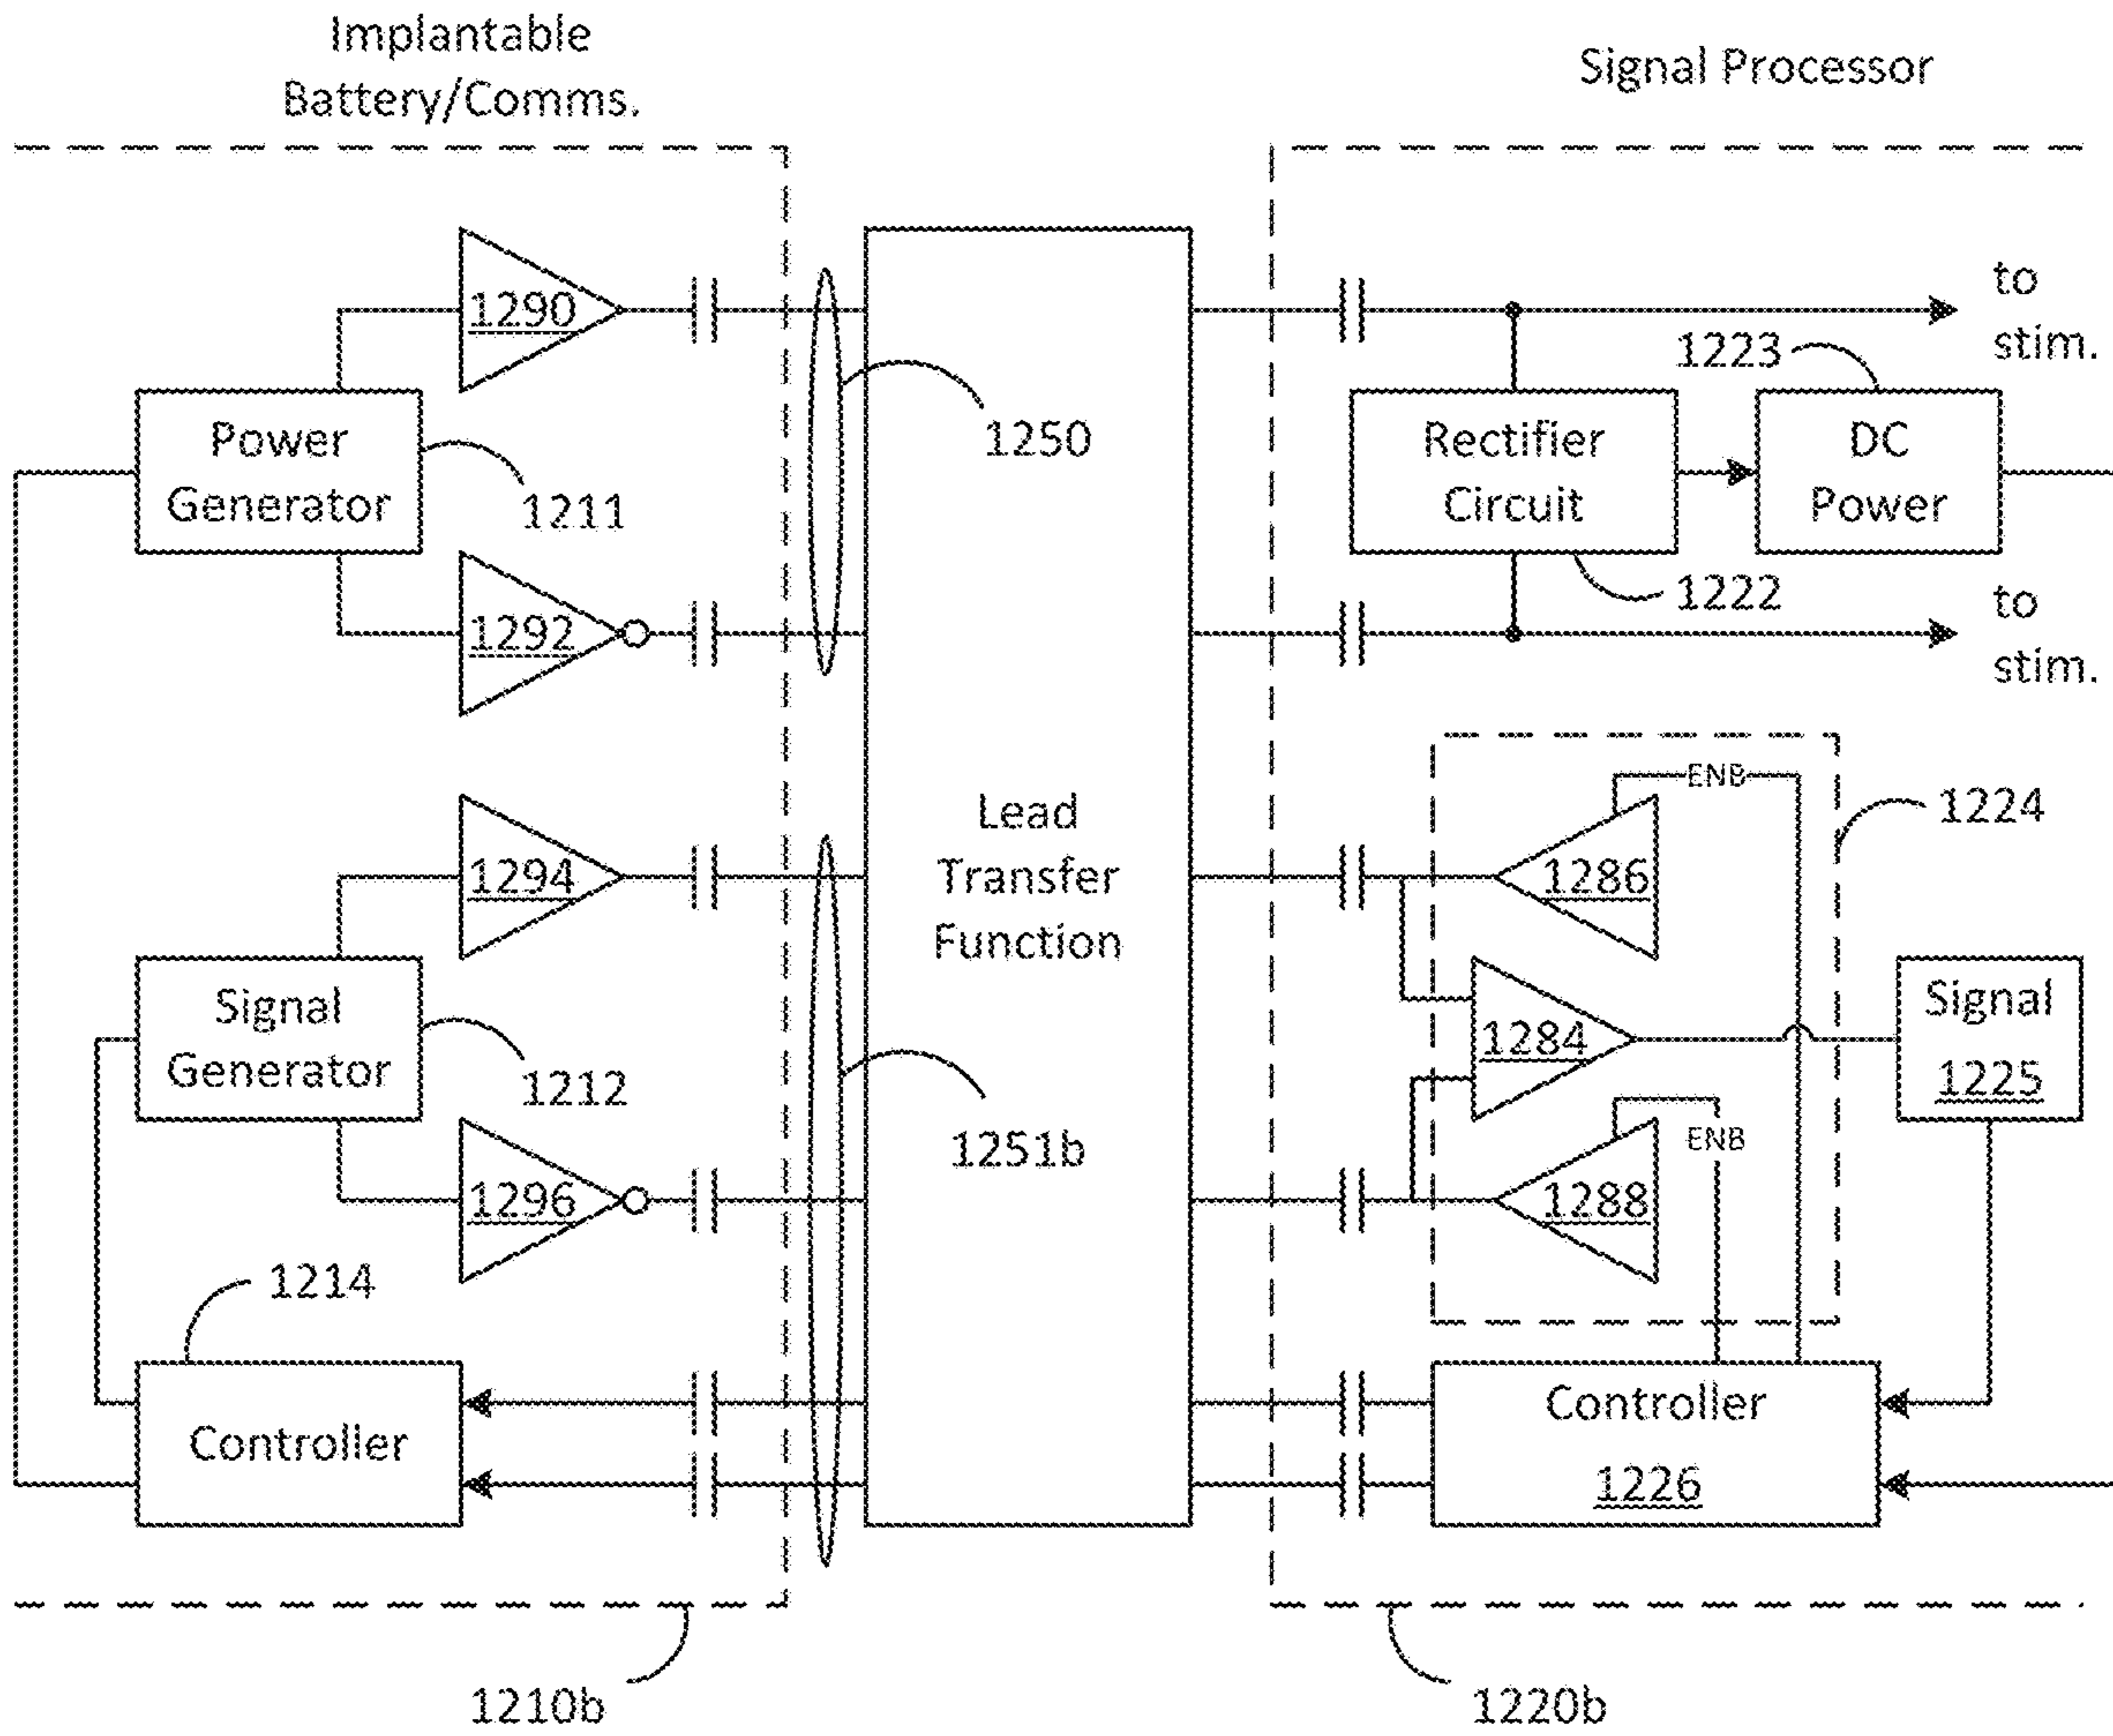 Implantable
Battery/Comms.
Signal Processor
1290
to
stim.
1223
Power
Generator
1250
Rectifier
Circuit
DC
Power
1211
1222
1292
to
stim.
ENB
1224
1294
Lead
Transfer
Function
1286
Signal
Generator
1284
Signal
1225
1212
1251b
ENB
1296
1288
1214
Controller
Controller
1226
1210b
1220b